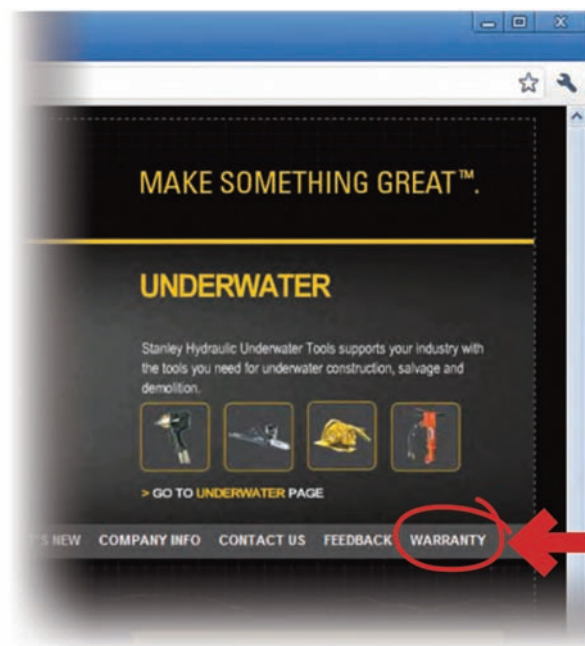 MAKE SOMETHING GREAT™.
UNDERWATER
Stanley Hydraulic Underwater Tools supports your industry with
the tools you need for underwater construction, salvage and
demolition.
> GO TO UNDERWATER PAGE
NEW COMPANY INFO CONTACT US FEEDBACK WARRANTY